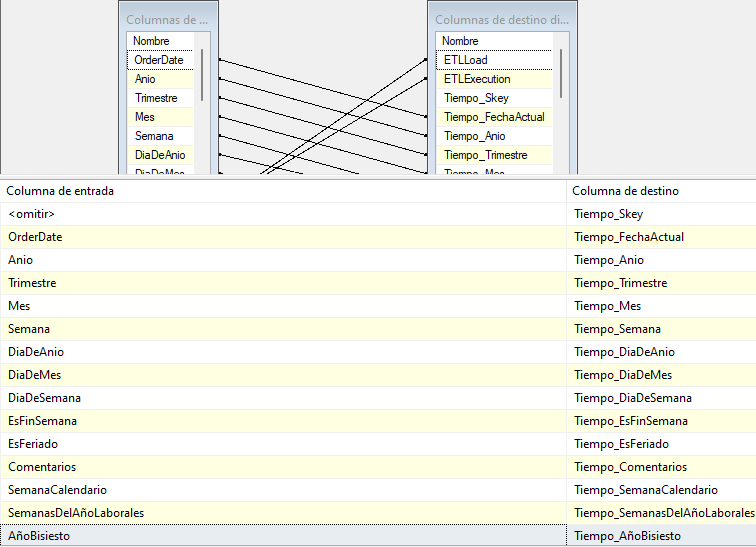 Columnas de ...
Nombre
OrderDate
Anio
Trimestre
Mes
Semana
DiaDeAnio
DiaDeMes
Columnas de destino di...
Nombre
ETLLoad
ETLExecution
Tiempo_Skey
Tiempo_FechaActual
Tiempo_Anio
Tiempo_Trimestre
Tiempo_Mes
Columna de entrada Columna de destino
<omitir> Tiempo_Skey
OrderDate Tiempo_FechaActual
Anio Tiempo_Anio
Trimestre Tiempo_Trimestre
Mes Tiempo_Mes
Semana Tiempo_Semana
DiaDeAnio Tiempo_DiaDeAnio
DiaDeMes Tiempo_DiaDeMes
DiaDeSemana Tiempo_DiaDeSemana
EsFinSemana Tiempo_EsFinSemana
EsFeriado Tiempo_EsFeriado
Comentarios Tiempo_Comentarios
SemanaCalendario Tiempo_SemanaCalendario
SemanasDelAñoLaborales Tiempo_SemanasDelAñoLaborales
AñoBisiesto Tiempo_AñoBisiesto